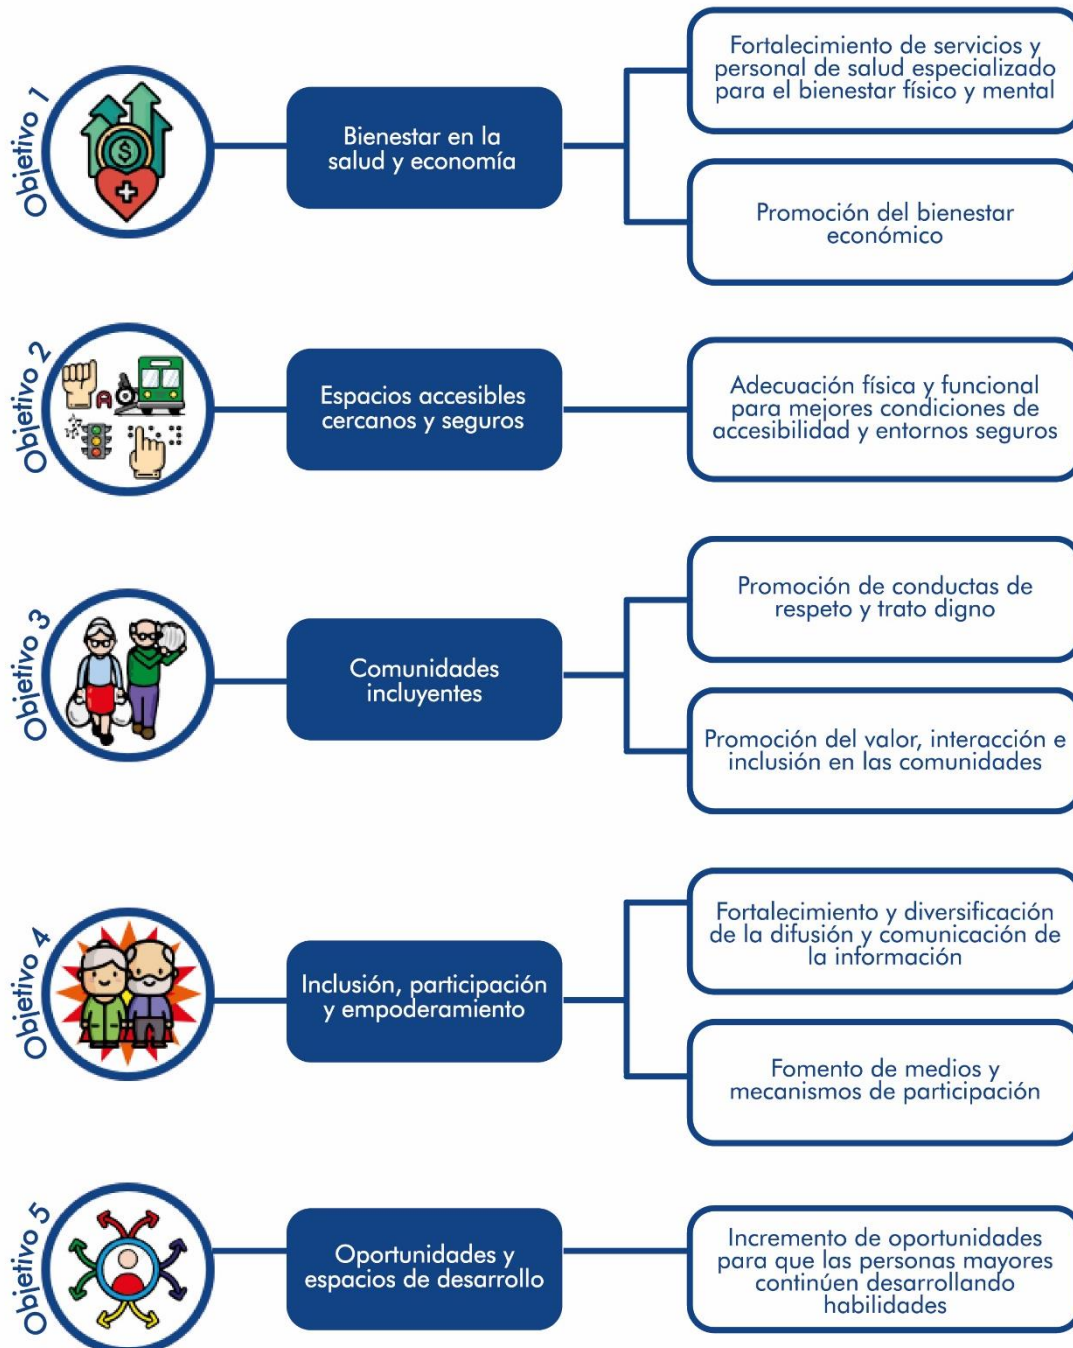 Objetivo 1
Bienestar en la
salud y economía
Fortalecimiento de servicios y
personal de salud especializado
para el bienestar físico y mental
Promoción del bienestar
económico
Objetivo 2
Espacios accesibles
cercanos y seguros
Adecuación física y funcional
para mejores condiciones de
accesibilidad y entornos seguros
Objetivo 3
Comunidades
incluyentes
Promoción de conductas de
respeto y trato digno
Promoción del valor, interacción e
inclusión en las comunidades
Objetivo 4
Inclusión, participación
y empoderamiento
Fortalecimiento y diversificación
de la difusión y comunicación de
la información
Fomento de medios y
mecanismos de participación
Objetivo 5
Oportunidades y
espacios de desarrollo
Incremento de oportunidades
para que las personas mayores
continúen desarrollando
habilidades